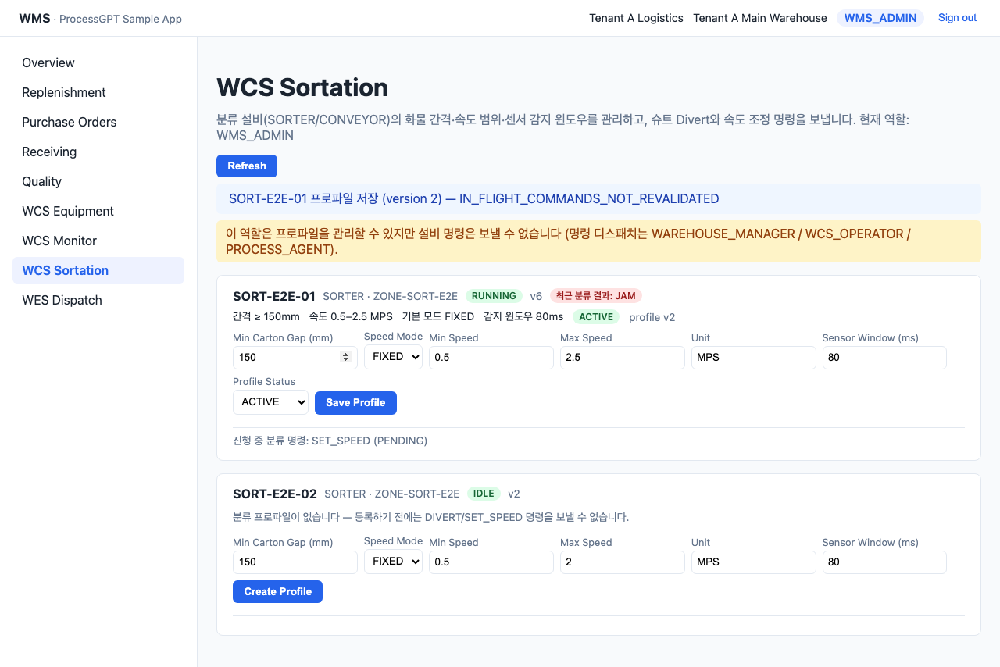 WMS · ProcessGPT Sample App
Tenant A Logistics Tenant A Main Warehouse WMS_ADMIN Sign out
Overview
Replenishment
Purchase Orders
Receiving
Quality
WCS Equipment
WCS Monitor
WCS Sortation
WES Dispatch
WCS Sortation
분류 설비(SORTER/CONVEYOR)의 화물 간격·속도 범위·센서 감지 윈도우를 관리하고, 슈트 Divert와 속도 조정 명령을 보냅니다. 현재 역할:
WMS_ADMIN
Refresh
SORT-E2E-01 프로파일 저장 (version 2) — IN_FLIGHT_COMMANDS_NOT_REVALIDATED
이 역할은 프로파일을 관리할 수 있지만 설비 명령은 보낼 수 없습니다 (명령 디스패치는 WAREHOUSE_MANAGER / WCS_OPERATOR /
PROCESS_AGENT).
SORT-E2E-01 SORTER · ZONE-SORT-E2E RUNNING v6 최근 분류 결과: JAM
간격 ≥ 150mm 속도 0.5–2.5 MPS 기본 모드 FIXED 감지 윈도우 80ms ACTIVE profile v2
Min Carton Gap (mm) Speed Mode Min Speed Max Speed Unit Sensor Window (ms)
150 FIXED 0.5 2.5 MPS 80
Profile Status
ACTIVE Save Profile
진행 중 분류 명령: SET_SPEED (PENDING)
SORT-E2E-02 SORTER · ZONE-SORT-E2E IDLE v2
분류 프로파일이 없습니다 — 등록하기 전에는 DIVERT/SET_SPEED 명령을 보낼 수 없습니다.
Min Carton Gap (mm) Speed Mode Min Speed Max Speed Unit Sensor Window (ms)
150 FIXED 0.5 2 MPS 80
Create Profile